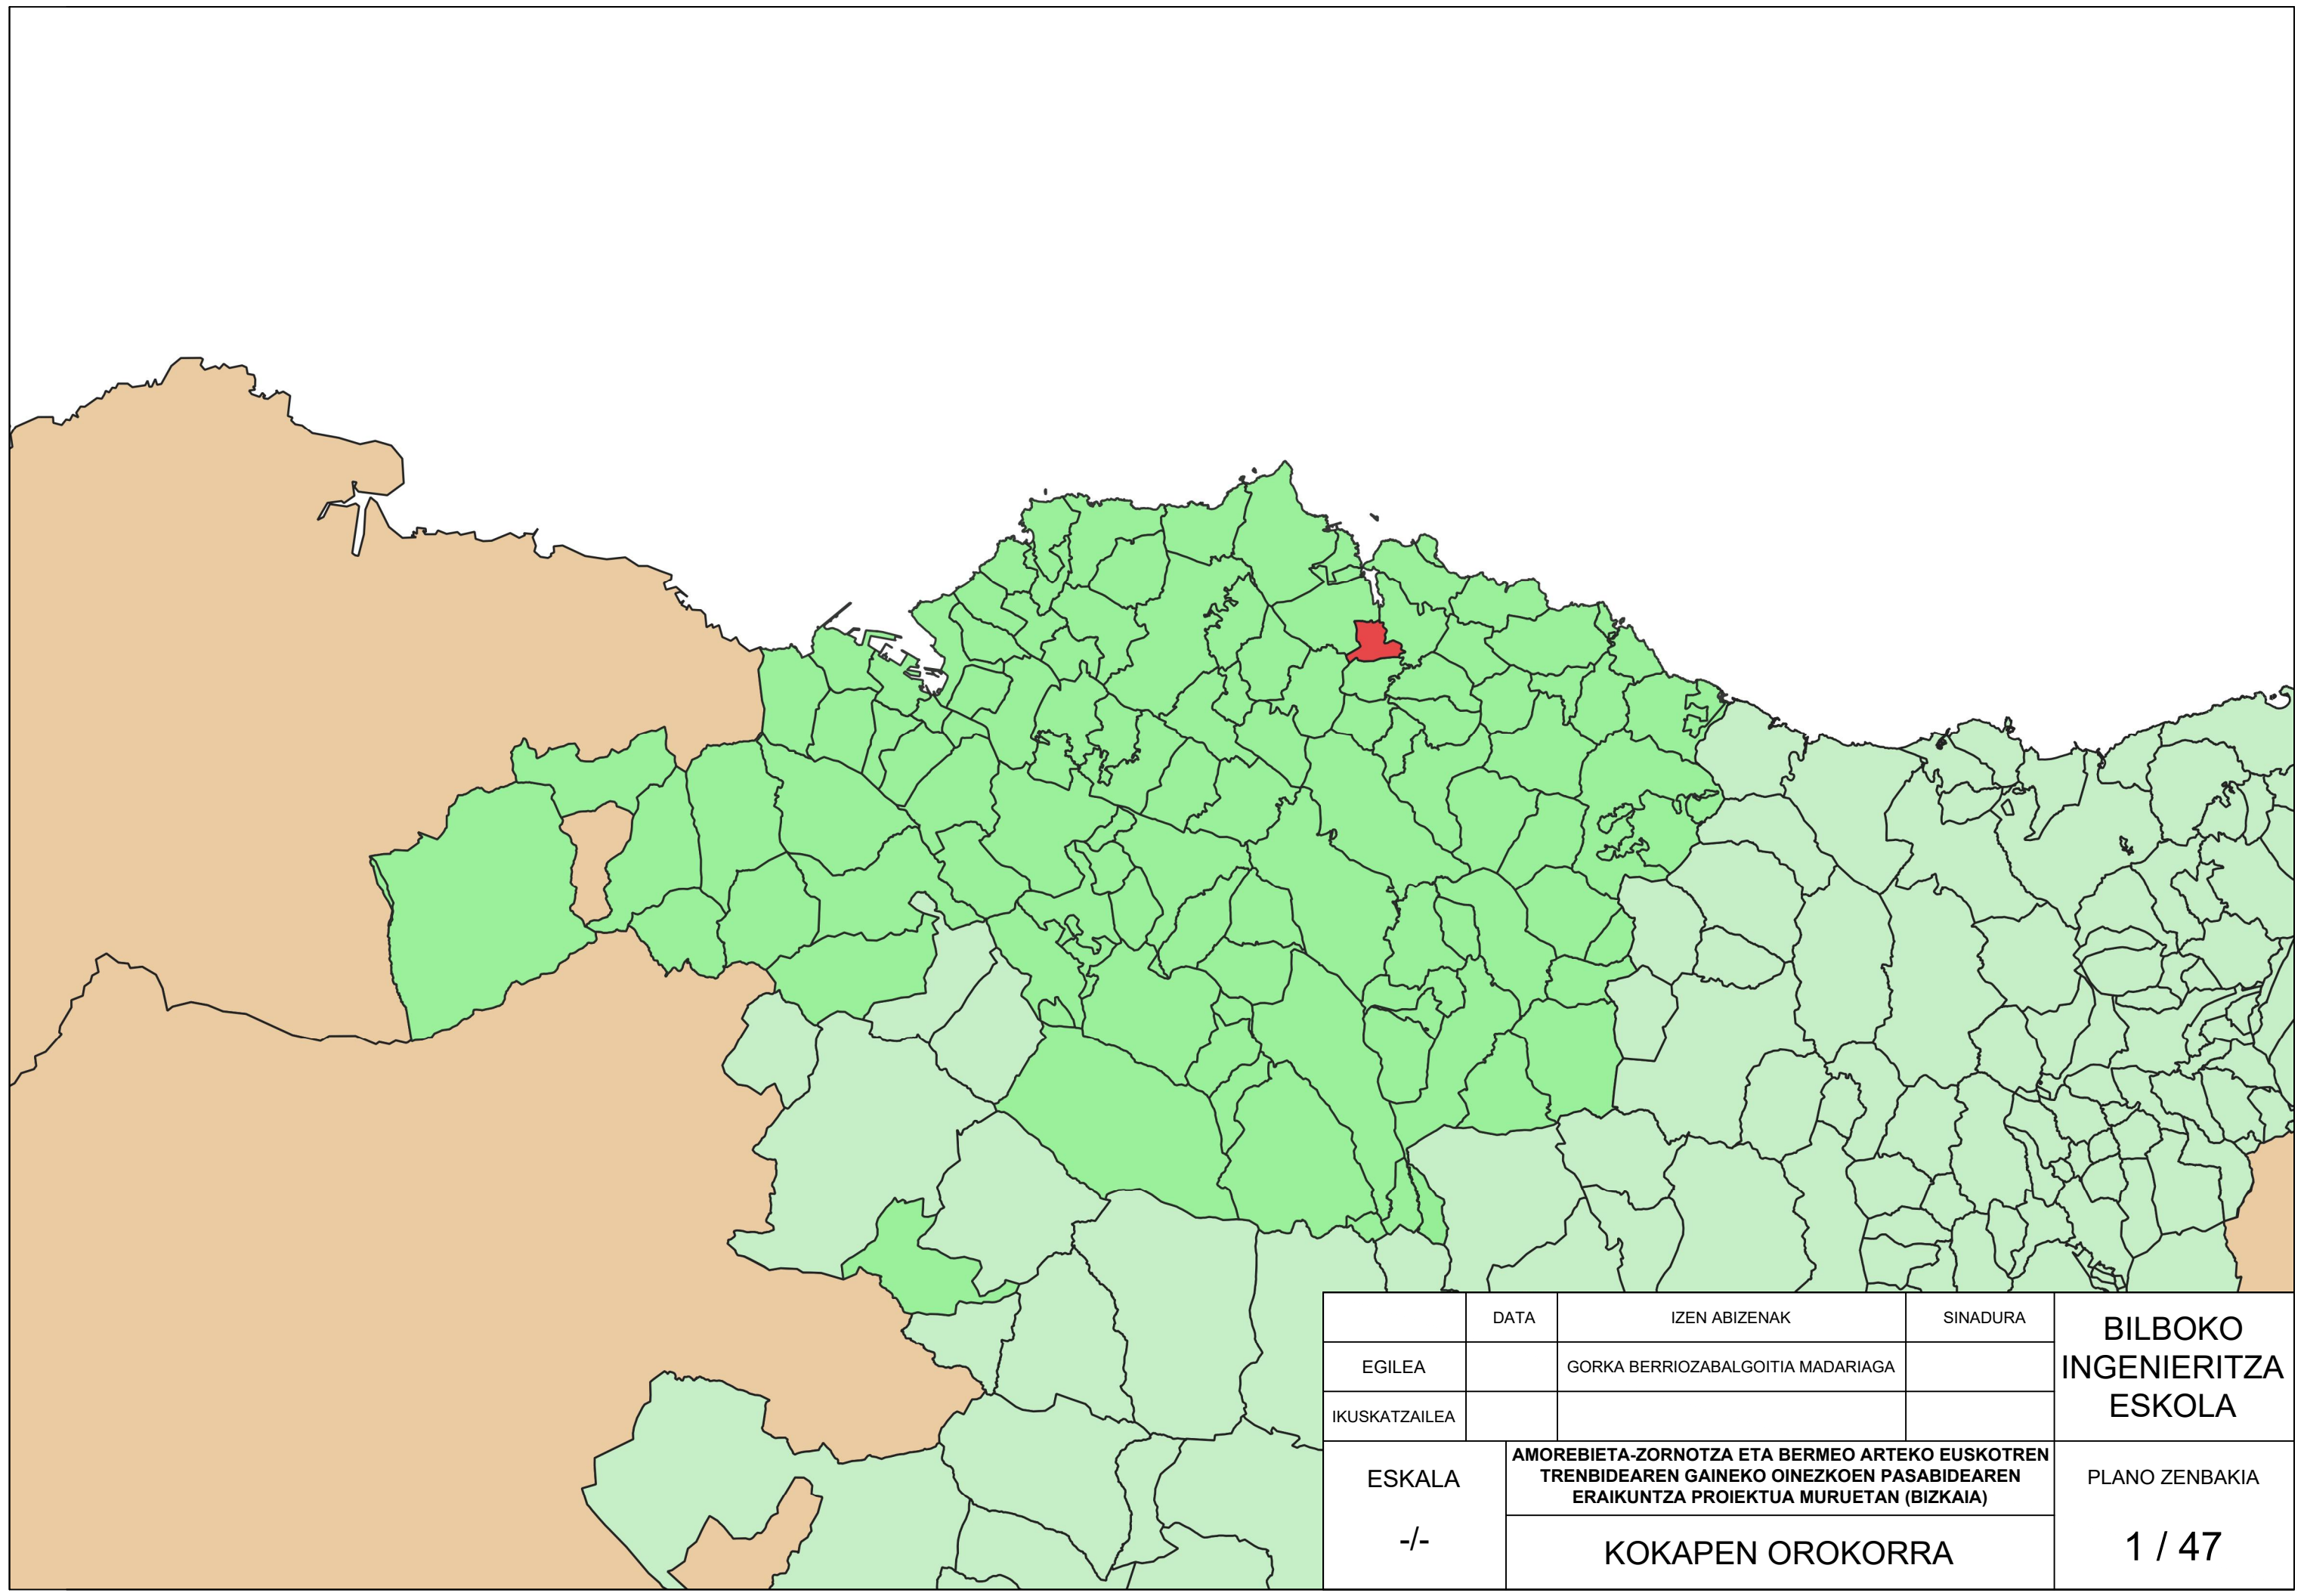 DATA
IZEN ABIZENAK
SINADURA
BILBOKO
INGENIERITZA
ESKOLA
EGILEA
GORKA BERRIOZABALGOITIA MADARIAGA
IKUSKATZAILEA
ESKALA
-/-
AMOREBIETA-ZORNOTZA ETA BERMEO ARTEKO EUSKOTREN
TRENBIDEAREN GAINEKO OINEZKOEN PASABIDEAREN
ERAIKUNTZA PROIEKTUA MURUETAN (BIZKAIA)
KOKAPEN OROKORRA
PLANO ZENBAKIA
1 / 47